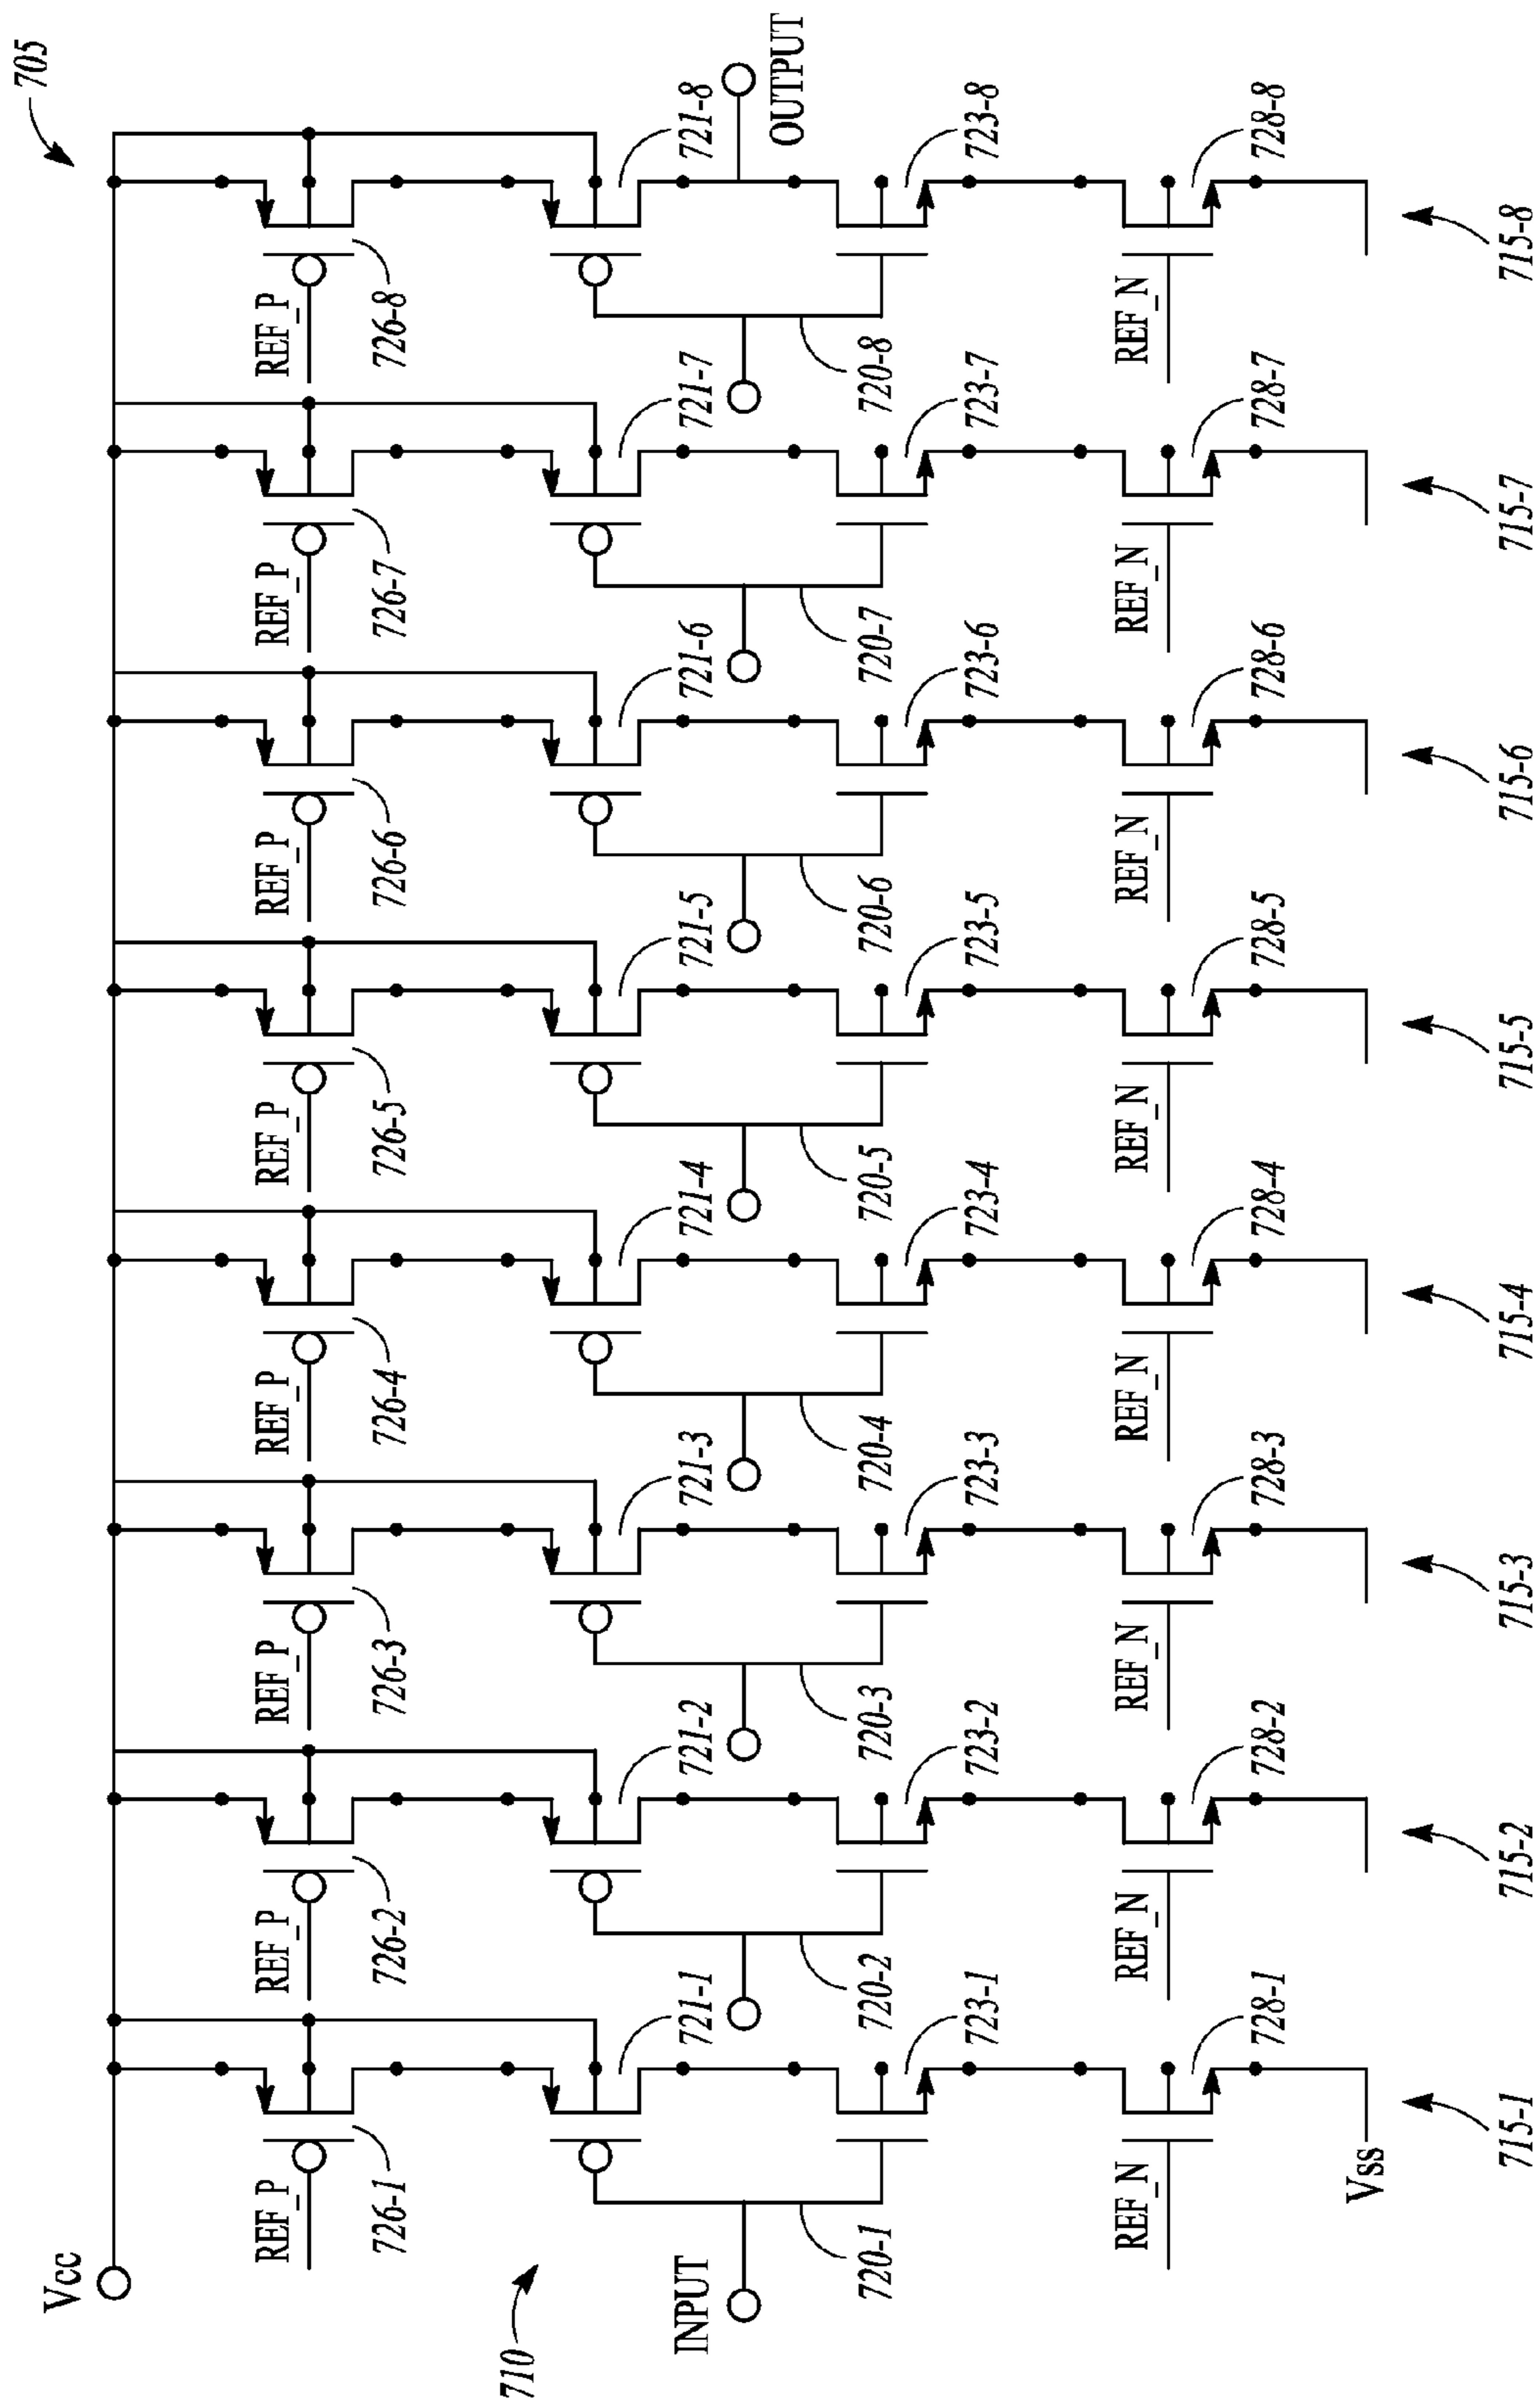 705
Vcc
REF_P
REF_P
REF_P
REF_P
REF_P
REF_P
REF_P
REF_P
726-1
726-2
726-3
726-4
726-5
726-6
726-7
726-8
710
INPUT
721-1
721-2
721-3
721-4
721-5
721-6
721-7
721-8
OUTPUT
720-1
720-2
720-3
720-4
720-5
720-6
720-7
720-8
723-1
723-2
723-3
723-4
723-5
723-6
723-7
723-8
REF_N
REF_N
REF_N
REF_N
REF_N
REF_N
REF_N
REF_N
728-1
728-2
728-3
728-4
728-5
728-6
728-7
728-8
Vss
715-1
715-2
715-3
715-4
715-5
715-6
715-7
715-8